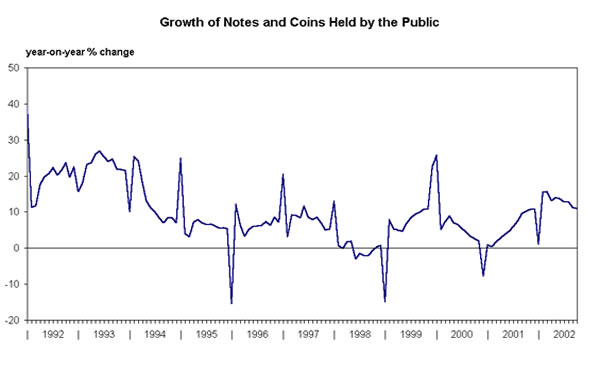 Growth of Notes and Coins Held by the Public
year-on-year % change
50
40
30
20
10
0
-10
-20
| 1992 | 1993 | 1994 | 1995 | 1996 | 1997 | 1998 | 1999 | 2000 | 2001 | 2002